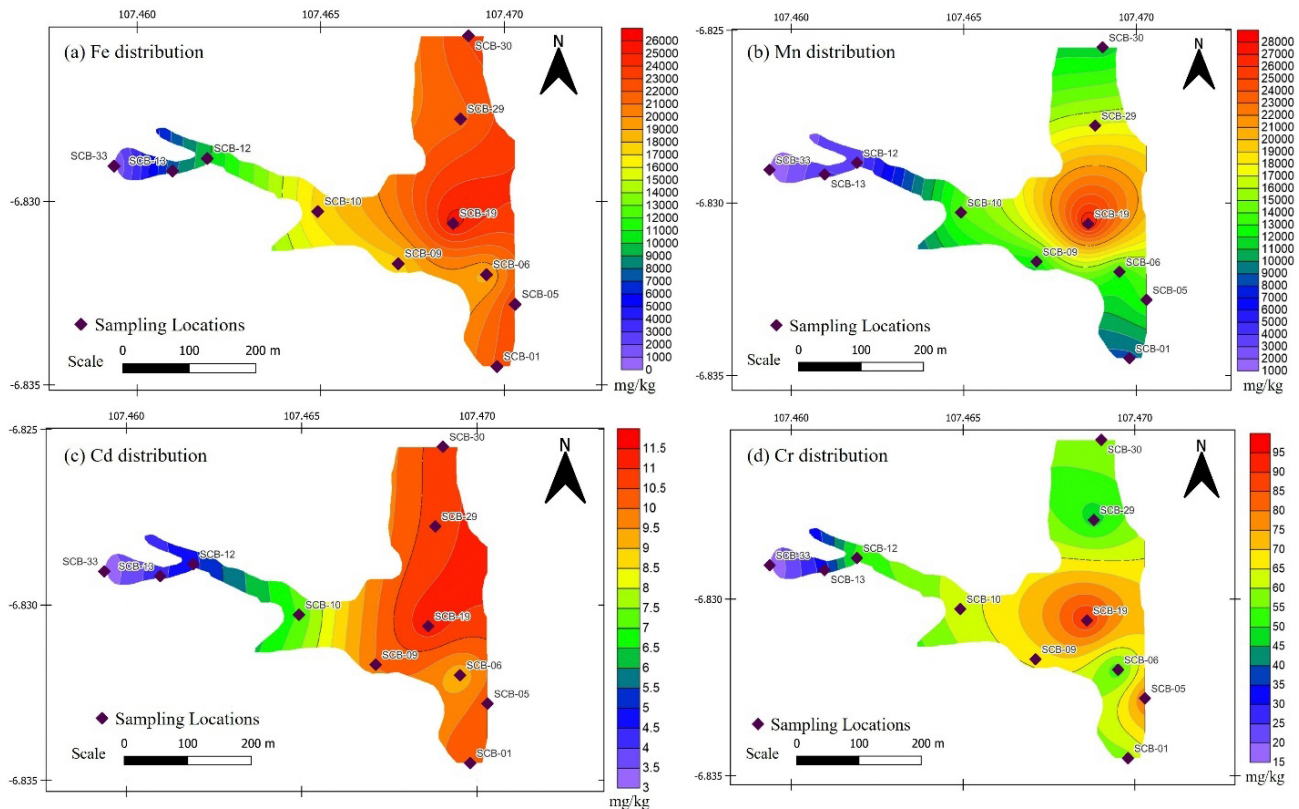 107.460 107.465 107.470
(a) Fe distribution
N
SCB-30
SCB-29
SCB-12
SCB-33
SCB-13
-6.830
SCB-10
SCB-19
SCB-09
SCB-06
SCB-05
SCB-01
Sampling Locations
Scale
0 100 200 m
-6.835
26000
24000
23000
22000
21000
20000
19000
18000
17000
16000
15000
14000
13000
12000
11000
10000
9000
8000
7000
6000
5000
4000
3000
2000
1000
0
mg/kg
107.460 107.465 107.470
-6.825
(b) Mn distribution
N
SCB-30
SCB-29
SCB-12
SCB-33
SCB-13
-6.830
SCB-10
SCB-19
SCB-09
SCB-06
SCB-05
SCB-01
Sampling Locations
Scale
0 100 200 m
-6.835
28000
26000
25000
24000
23000
22000
21000
20000
19000
18000
17000
16000
15000
14000
13000
12000
11000
10000
9000
8000
7000
6000
5000
4000
3000
2000
1000
mg/kg
107.460 107.465 107.470
-6.825
(c) Cd distribution
N
SCB-30
SCB-29
SCB-12
SCB-33
SCB-13
-6.830
SCB-10
SCB-19
SCB-09
SCB-06
SCB-05
SCB-01
Sampling Locations
Scale
0 100 200 m
-6.835
11.5
11
10.5
10
9.5
9
8.5
8
7.5
7
6.5
6
5.5
5
4.5
4
3.5
3
mg/kg
107.460 107.465 107.470
-6.825
(d) Cr distribution
N
SCB-30
SCB-29
SCB-12
SCB-33
SCB-13
-6.830
SCB-10
SCB-19
SCB-09
SCB-06
SCB-05
SCB-01
Sampling Locations
Scale
0 100 200 m
-6.835
95
90
85
80
75
70
65
60
55
50
45
40
35
30
25
20
15
mg/kg